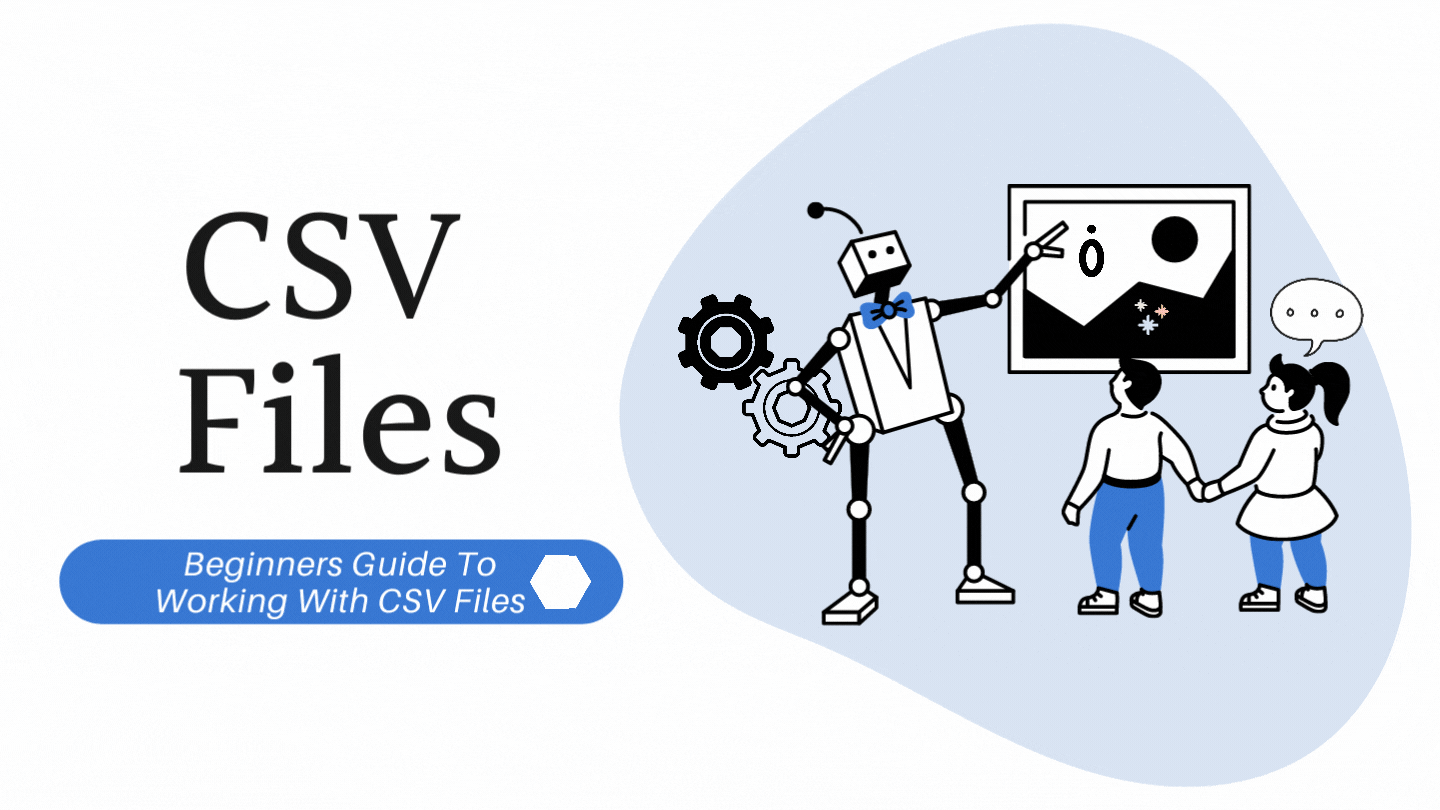 CSV
Files
Beginners Guide To
Working With CSV Files